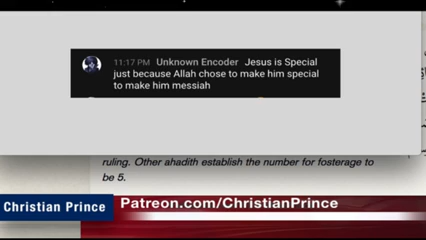 11:17 PM Unknown Encoder Jesus is Special
just because Allah chose to make him special
to make him messiah
ruling. Other ahadith establish the number for fosterage to
be 5.
Christian Prince
Patreon.com/ChristianPrince